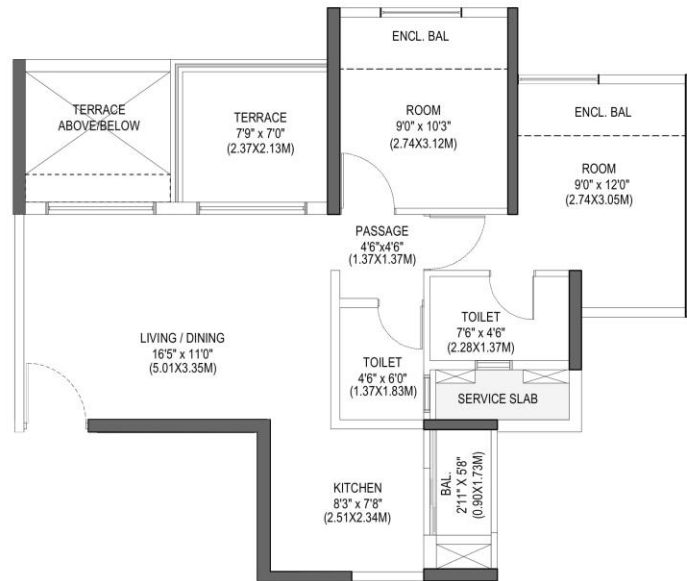 ENCL. BAL
ROOM
9'0" x 10'3"
(2.74X3.12M)
ENCL. BAL
ROOM
9'0" x 12'0"
(2.74X3.05M)
TERRACE
ABOVE/BELOW
TERRACE
7'9" x 7'0"
(2.37X2.13M)
PASSAGE
4'6"x4'6"
(1.37X1.37M)
LIVING / DINING
16'5" x 11'0"
(5.01X3.35M)
TOILET
4'6" x 6'0"
(1.37X1.83M)
TOILET
7'6" x 4'6"
(2.28X1.37M)
SERVICE SLAB
KITCHEN
8'3" x 7'8"
(2.51X2.34M)
BAL.
2'11" X 5'8"
(0.90X1.73M)